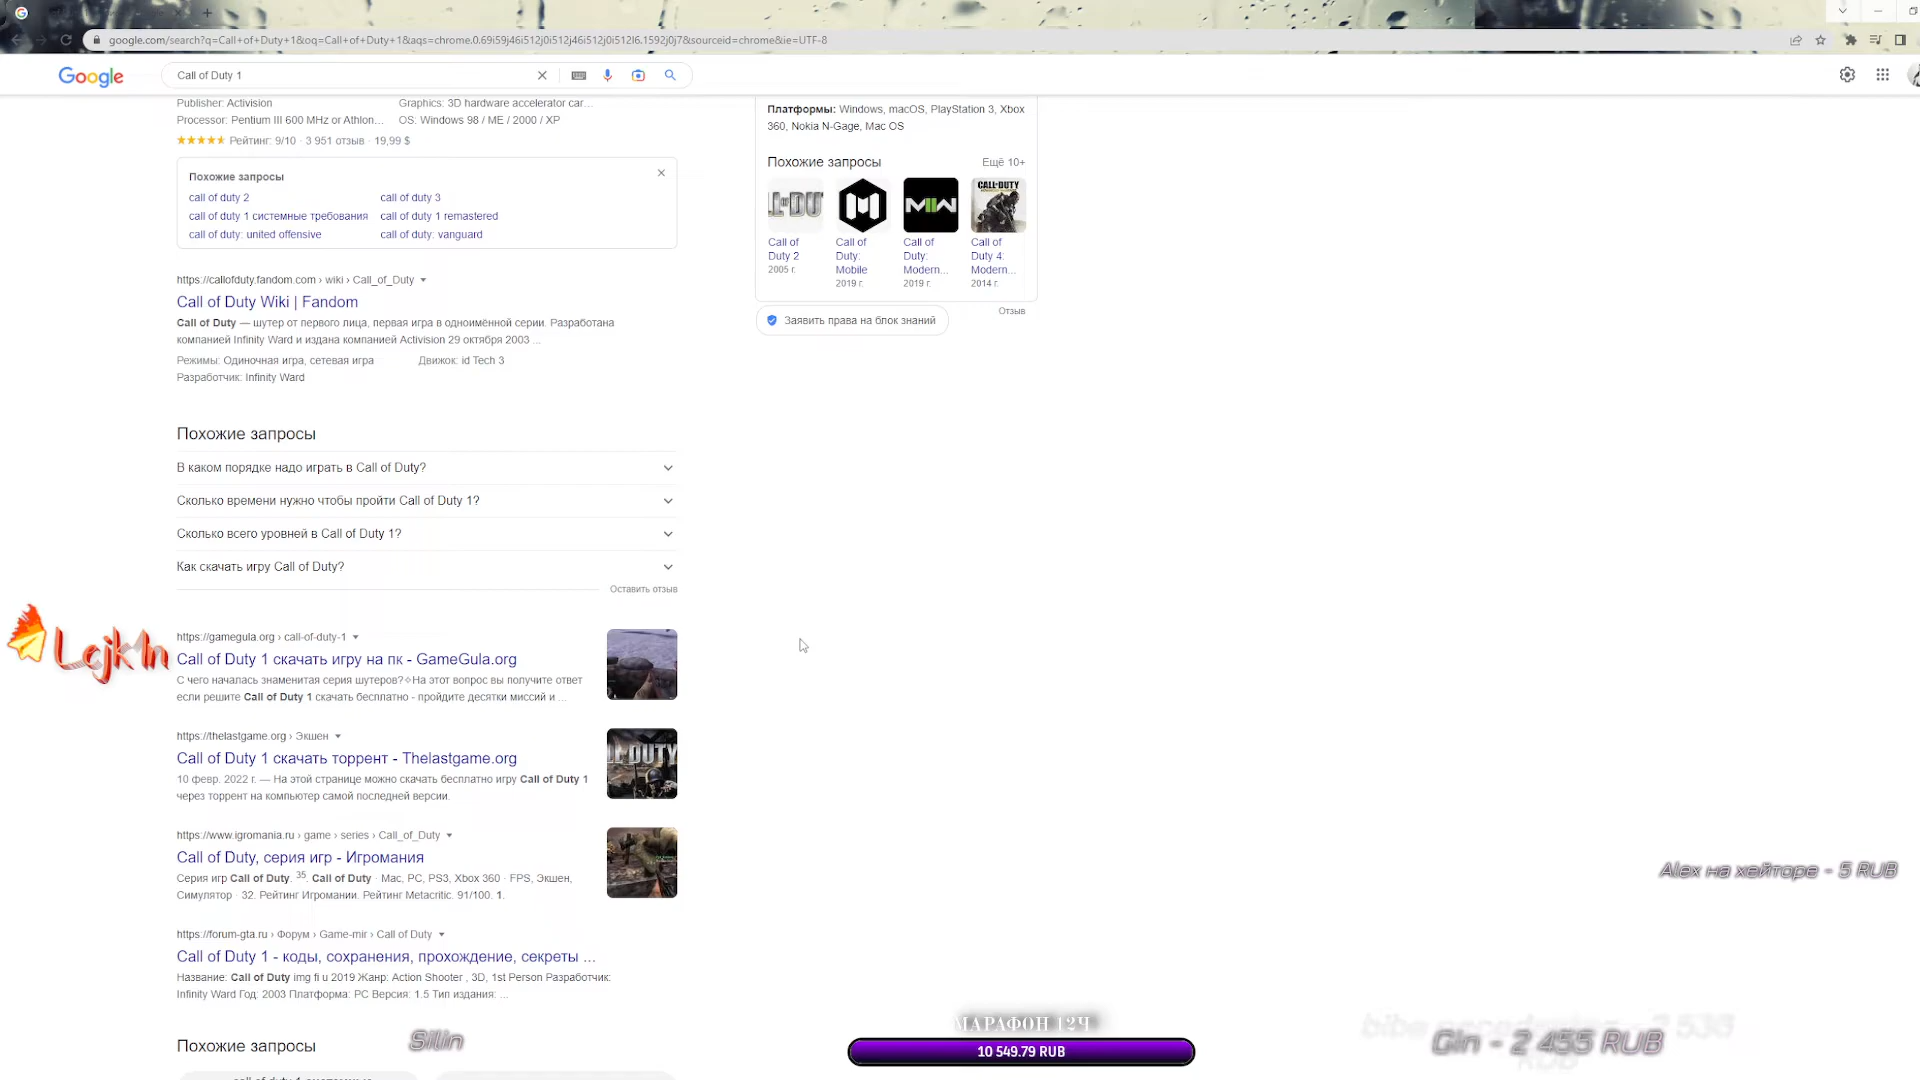 google.com/search?q=Call+of+Duty+1&oq=Call+of+Duty+1&aqs=chrome.0.69i59j46i512j0i512j46i512j0i512l6.1592j0j7&sourceid=chrome&ie=UTF-8
Google
Call of Duty 1
Publisher: Activision
Graphics: 3D hardware accelerator car...
Processor: Pentium III 600 MHz or Athlon...
OS: Windows 98 / ME / 2000 / XP
Рейтинг: 9/10 · 3 951 отзыв · 19,99 $
Похожие запросы
call of duty 2
call of duty 3
call of duty 1 системные требования
call of duty 1 remastered
call of duty: united offensive
call of duty: vanguard
https://callofduty.fandom.com › wiki › Call_of_Duty
Call of Duty Wiki | Fandom
Call of Duty — шутер от первого лица, первая игра в одноимённой серии. Разработана
компанией Infinity Ward и издана компанией Activision 29 октября 2003 ...
Режимы: Одиночная игра, сетевая игра
Движок: id Tech 3
Разработчик: Infinity Ward
Похожие запросы
В каком порядке надо играть в Call of Duty?
Сколько времени нужно чтобы пройти Call of Duty 1?
Сколько всего уровней в Call of Duty 1?
Как скачать игру Call of Duty?
Оставить отзыв
https://gamegula.org › call-of-duty-1
Call of Duty 1 скачать игру на пк - GameGula.org
С чего началась знаменитая серия шутеров?✧На этот вопрос вы получите ответ
если решите Call of Duty 1 скачать бесплатно - пройдите десятки миссий и ...
https://thelastgame.org › Экшен
Call of Duty 1 скачать торрент - Thelastgame.org
10 февр. 2022 г. — На этой странице можно скачать бесплатно игру Call of Duty 1
через торрент на компьютер самой последней версии.
https://www.igromania.ru › game › series › Call_of_Duty
Call of Duty, серия игр - Игромания
Серия игр Call of Duty. 35. Call of Duty · Mac, PC, PS3, Xbox 360 · FPS, Экшен,
Симулятор · 32. Рейтинг Игромании. Рейтинг Metacritic. 91/100. 1.
https://forum-gta.ru › Форум › Game-mir › Call of Duty
Call of Duty 1 - коды, сохранения, прохождение, секреты ...
Название: Call of Duty img fi u 2019 Жанр: Action Shooter , 3D, 1st Person Разработчик:
Infinity Ward Год: 2003 Платформа: PC Версия: 1.5 Тип издания: ...
Похожие запросы
Платформы: Windows, macOS, PlayStation 3, Xbox
360, Nokia N-Gage, Mac OS
Похожие запросы
Ещё 10+
CALL OF DUTY
Call of
Duty 2
2005 г.
Call of
Duty:
Mobile
2019 г.
Call of
Duty:
Modern...
2019 г.
Call of
Duty 4:
Modern...
2014 г.
Отзыв
Заявить права на блок знаний
Silin
МАРАФОН 12Ч
10 549.79 RUB
Alex на хейторе - 5 RUB
Gin - 2 455 RUB